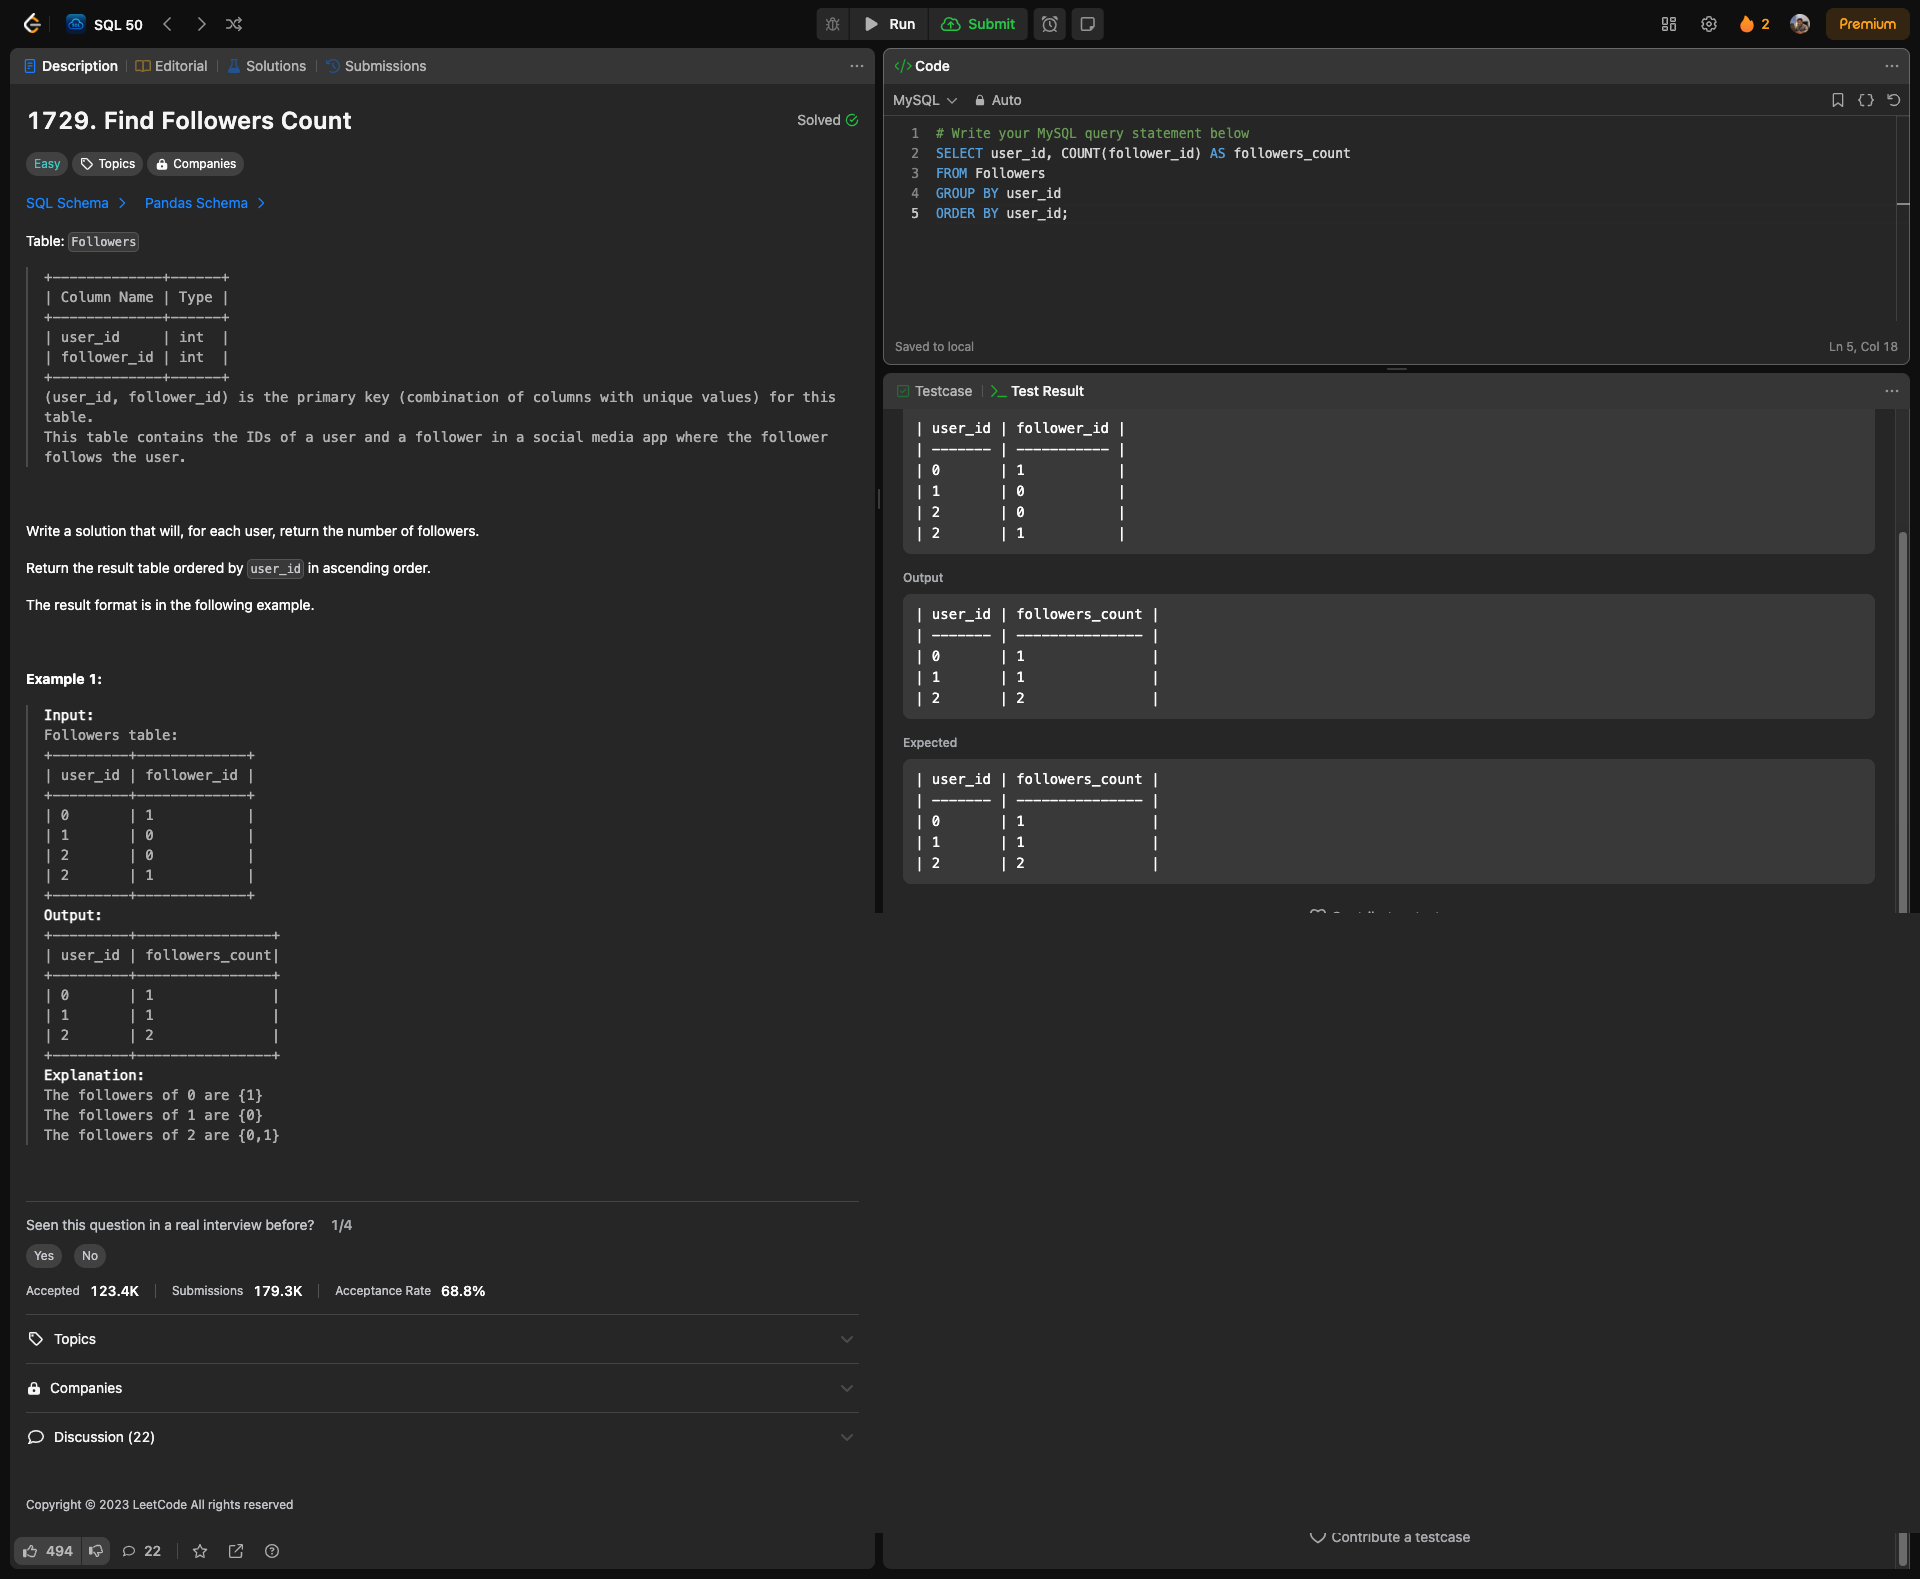 SQL 50
Run
Submit
2
Premium
Description
Editorial
Solutions
Submissions
1729. Find Followers Count
Solved
Easy
Topics
Companies
SQL Schema
Pandas Schema
Table: Followers
+-------------+------+
| Column Name | Type |
+-------------+------+
| user_id     | int  |
| follower_id | int  |
+-------------+------+
(user_id, follower_id) is the primary key (combination of columns with unique values) for this
table.
This table contains the IDs of a user and a follower in a social media app where the follower
follows the user.
Write a solution that will, for each user, return the number of followers.
Return the result table ordered by user_id in ascending order.
The result format is in the following example.
Example 1:
Input:
Followers table:
+---------+-------------+
| user_id | follower_id |
+---------+-------------+
| 0       | 1           |
| 1       | 0           |
| 2       | 0           |
| 2       | 1           |
+---------+-------------+
Output:
+---------+----------------+
| user_id | followers_count|
+---------+----------------+
| 0       | 1              |
| 1       | 1              |
| 2       | 2              |
+---------+----------------+
Explanation:
The followers of 0 are {1}
The followers of 1 are {0}
The followers of 2 are {0,1}
Seen this question in a real interview before? 1/4
Yes
No
Accepted 123.4K
Submissions 179.3K
Acceptance Rate 68.8%
Topics
Companies
Discussion (22)
Copyright © 2023 LeetCode All rights reserved
494
22
</> Code
MySQL
Auto
1 # Write your MySQL query statement below
2 SELECT user_id, COUNT(follower_id) AS followers_count
3 FROM Followers
4 GROUP BY user_id
5 ORDER BY user_id;
Saved to local
Ln 5, Col 18
Testcase
Test Result
| user_id | follower_id |
| ------- | ----------- |
| 0       | 1           |
| 1       | 0           |
| 2       | 0           |
| 2       | 1           |
Output
| user_id | followers_count |
| ------- | --------------- |
| 0       | 1               |
| 1       | 1               |
| 2       | 2               |
Expected
| user_id | followers_count |
| ------- | --------------- |
| 0       | 1               |
| 1       | 1               |
| 2       | 2               |
Contribute a testcase